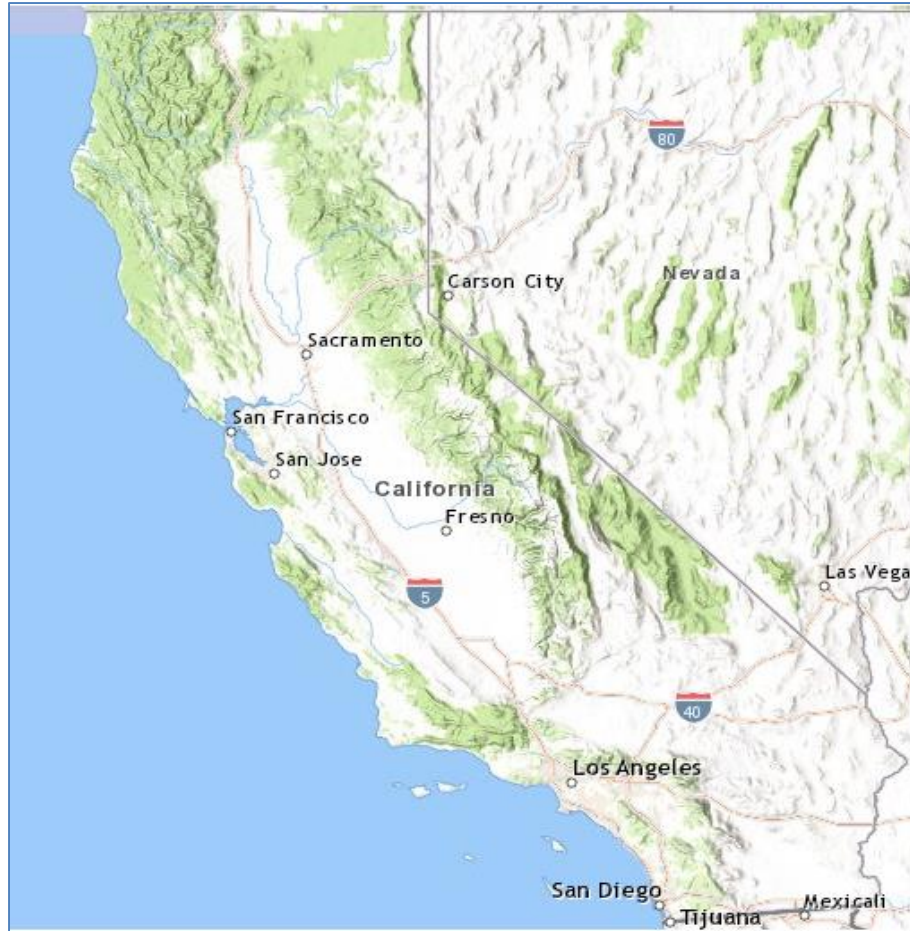 80
Nevada
Carson City
Sacramento
San Francisco
San Jose
California
Fresno
Las Vega
5
40
Los Angeles
San Diego
Tijuana
Mexicali